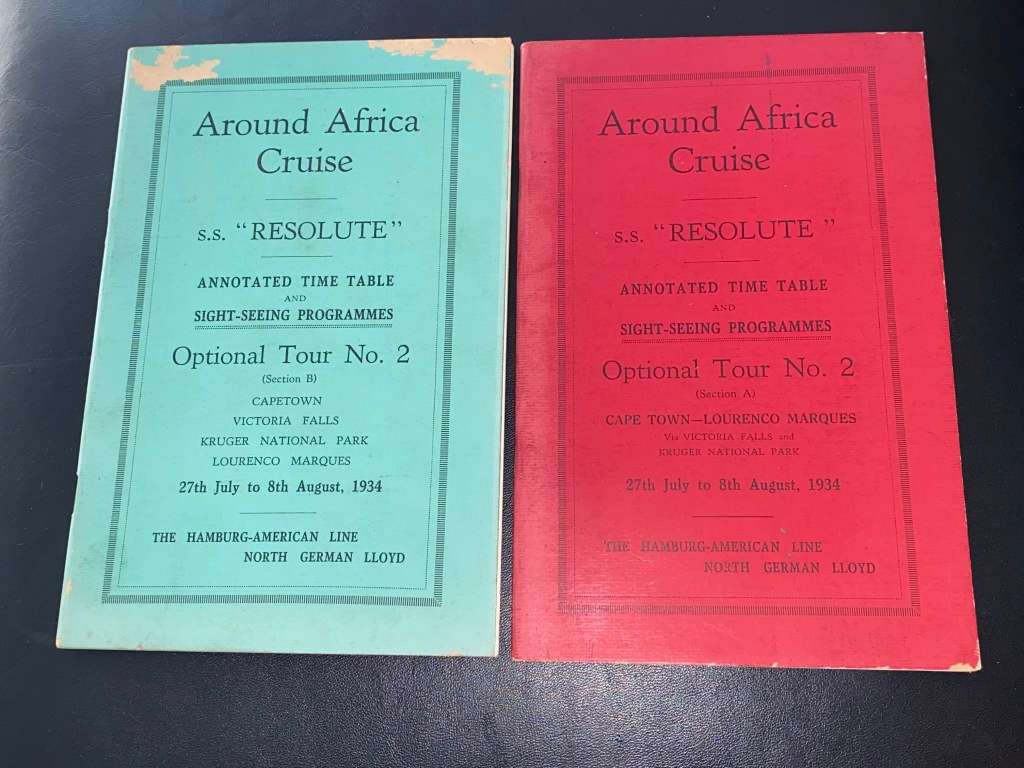 Around Africa
Cruise
s.s. "RESOLUTE"
ANNOTATED TIME TABLE
AND
SIGHT-SEEING PROGRAMMES
Optional Tour No. 2
(Section B)
CAPETOWN
VICTORIA FALLS
KRUGER NATIONAL PARK
LOURENCO MARQUES
27th July to 8th August, 1934
THE HAMBURG-AMERICAN LINE
NORTH GERMAN LLOYD
Around Africa
Cruise
s.s. "RESOLUTE"
ANNOTATED TIME TABLE
AND
SIGHT-SEEING PROGRAMMES
Optional Tour No. 2
(Section A)
CAPE TOWN—LOURENCO MARQUES
Via VICTORIA FALLS and
KRUGER NATIONAL PARK
27th July to 8th August, 1934
THE HAMBURG-AMERICAN LINE
NORTH GERMAN LLOYD